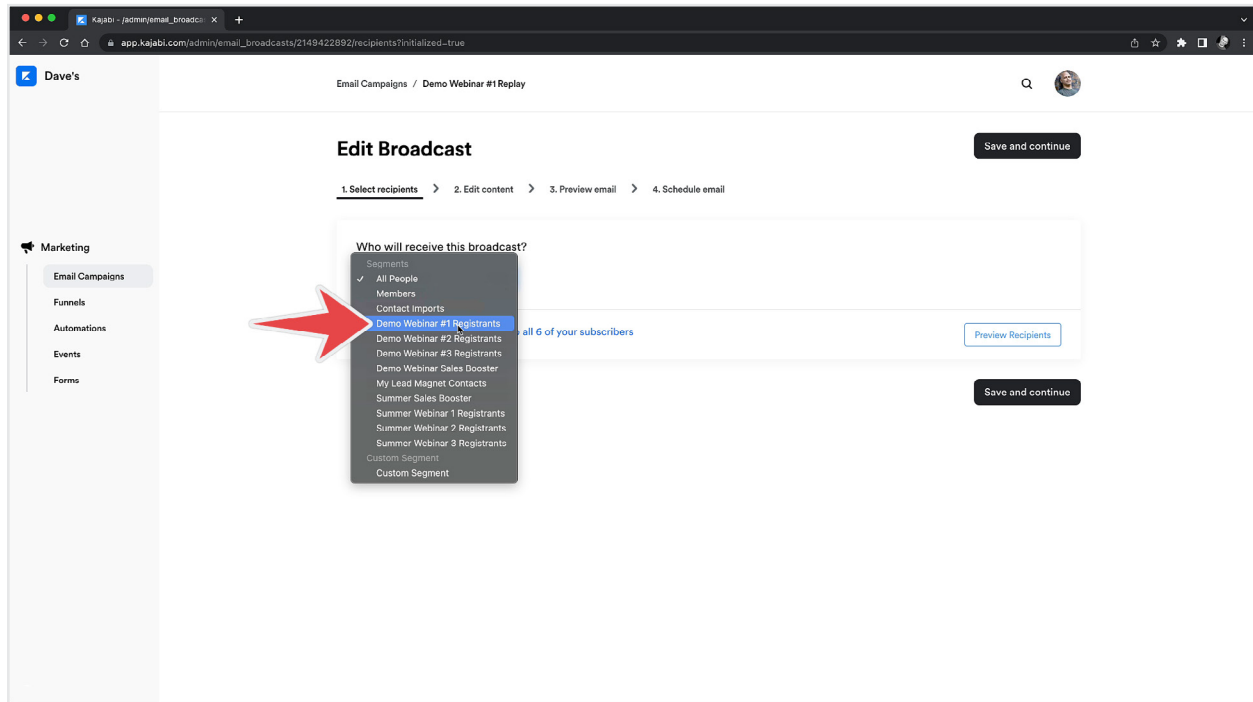 Kajabi - /admin/email_broadca
app.kajabi.com/admin/email_broadcasts/2149422892/recipients?initialized=true
Dave's
Email Campaigns / Demo Webinar #1 Replay
Edit Broadcast
Save and continue
1. Select recipients
2. Edit content
3. Preview email
4. Schedule email
Marketing
Email Campaigns
Funnels
Automations
Events
Forms
Who will receive this broadcast?
Segments
All People
Members
Contact Imports
Demo Webinar #1 Registrants
Demo Webinar #2 Registrants
Demo Webinar #3 Registrants
Demo Webinar Sales Booster
My Lead Magnet Contacts
Summer Sales Booster
Summer Webinar 1 Registrants
Summer Webinar 2 Registrants
Summer Webinar 3 Registrants
Custom Segment
Custom Segment
all 6 of your subscribers
Preview Recipients
Save and continue